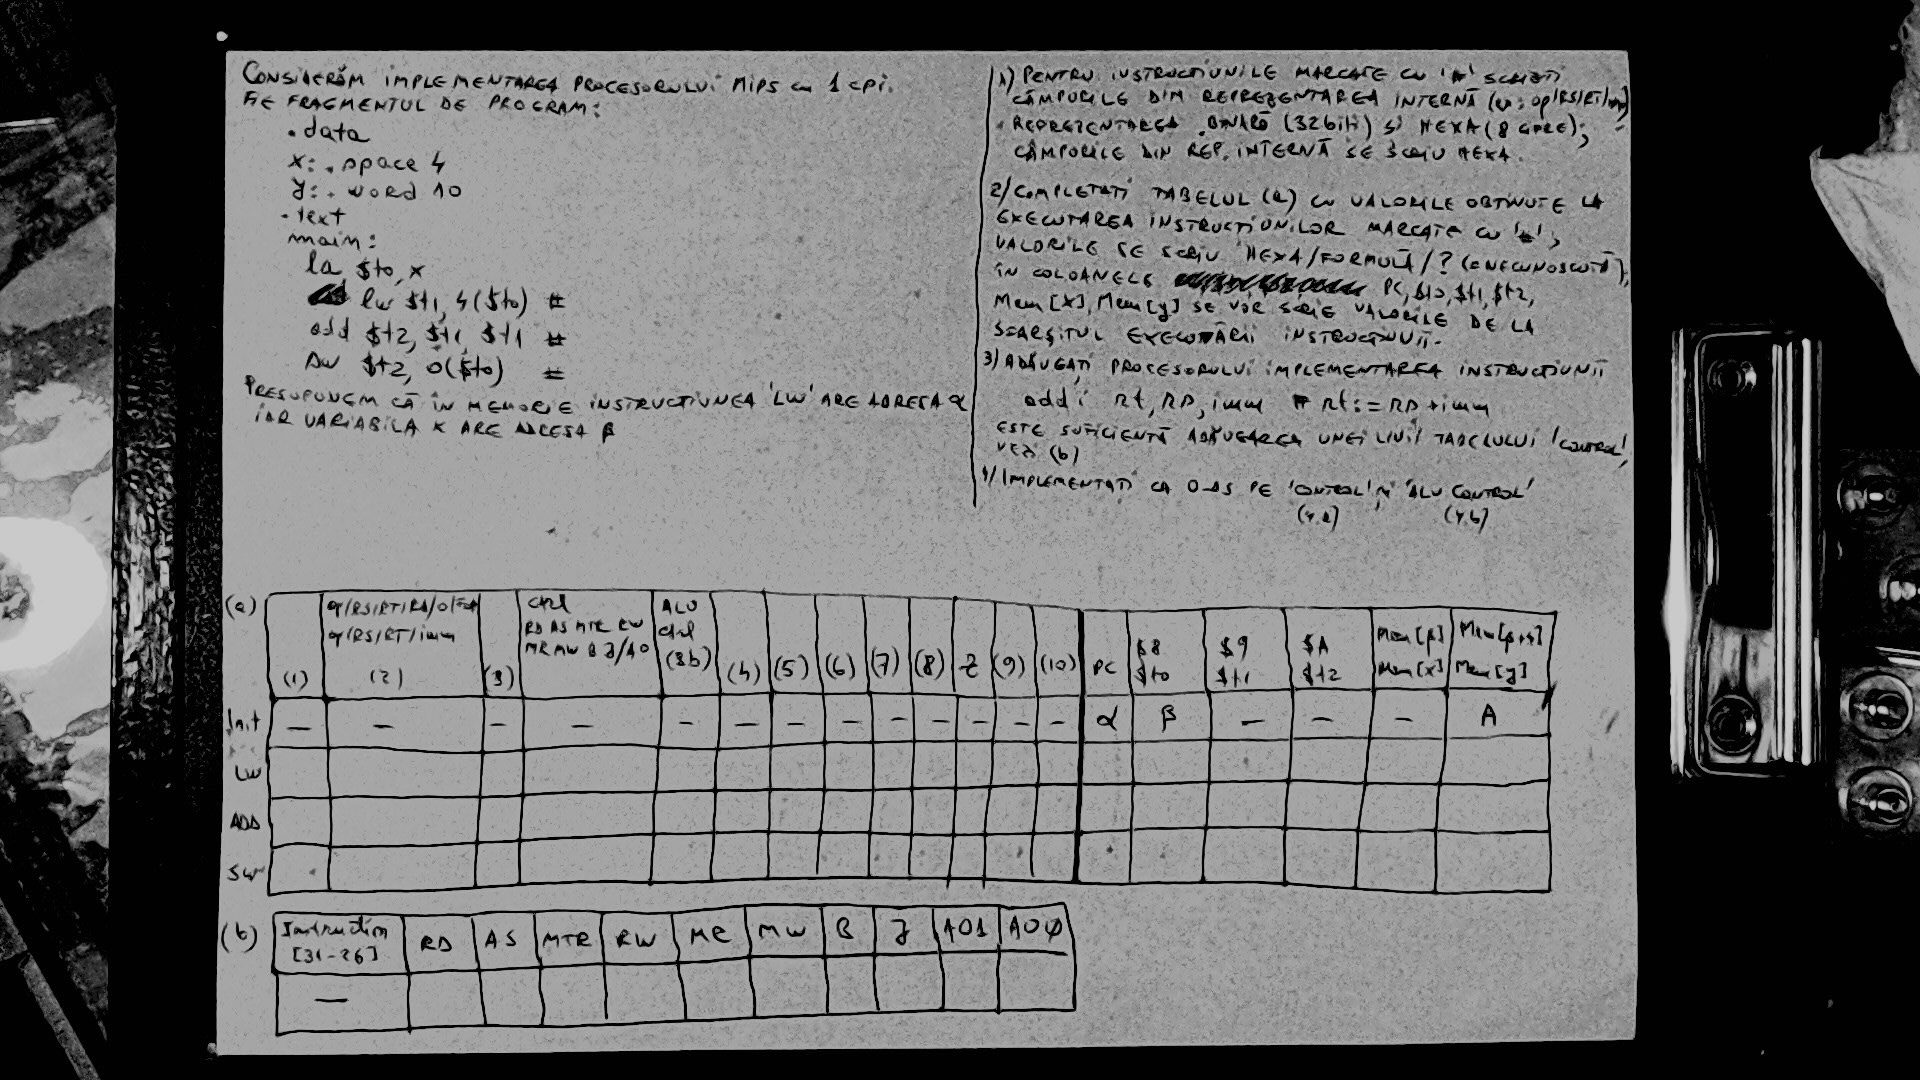 CONSIDERĂM IMPLEMENTAREA PROCESORULUI MIPS CU 1 CPI.
FIE FRAGMENTUL DE PROGRAM:
.data
x: .space 4
y: .word 10
.text
main:
la $t0, x
lw $t1, 4($t0) #
add $t2, $t1, $t1 #
sw $t2, 0($t0) #
PRESUPUNEM CĂ ÎN MEMORIE INSTRUCȚIUNEA 'LW' ARE ADRESA α
IAR VARIABILA X ARE ADRESA β
1) PENTRU INSTRUCȚIUNILE MARCATE CU '#' SCRIEȚI
CÂMPURILE DIN REPREZENTAREA INTERNĂ (op/RS/RT/imm)
REPREZENTAREA BINARĂ (32 biți) ȘI HEXA (8 CIFRE);
CÂMPURILE DIN REP. INTERNĂ SE SCRIU HEXA.
2) COMPLETAȚI TABELUL (a) CU VALORILE OBȚINUTE LA
EXECUTAREA INSTRUCȚIUNILOR MARCATE CU '#';
VALORILE SE SCRIU HEXA/FORMULĂ/? (NECUNOSCUTĂ),
ÎN COLOANELE PC, $t0, $t1, $t2,
Mem[X], Mem[y] SE VOR SCRIE VALORILE DE LA
SFÂRȘITUL EXECUTĂRII INSTRUCȚIUNII.
3) ADĂUGAȚI PROCESORULUI IMPLEMENTAREA INSTRUCȚIUNII
addi rt, rs, imm # rt := rs + imm
ESTE SUFICIENTĂ ADĂUGAREA UNEI LINII TABELULUI 'CONTROL',
VEZI (b)
4) IMPLEMENTAȚI CA 0-DS PE 'CONTROL' ȘI 'ALU CONTROL'
(4.a) (4.b)
(a) (1) op/RS/RT/RD/0/Fct op/RS/RT/imm (2) (3) Ctrl RD AS MTR RW MR MW B J/AO ALU ctrl (3b) (4) (5) (6) (7) (8) Z (9) (10) PC $8 $t0 $9 $t1 $A $t2 Mem[β] Mem[x] Mem[β+4] Mem[y]
Init — — — — — — — — — — — — — α β — — — A
LW
ADD
SW
(b) Instruction [31-26] RD AS MTR RW MR MW B J AO1 AO0
—